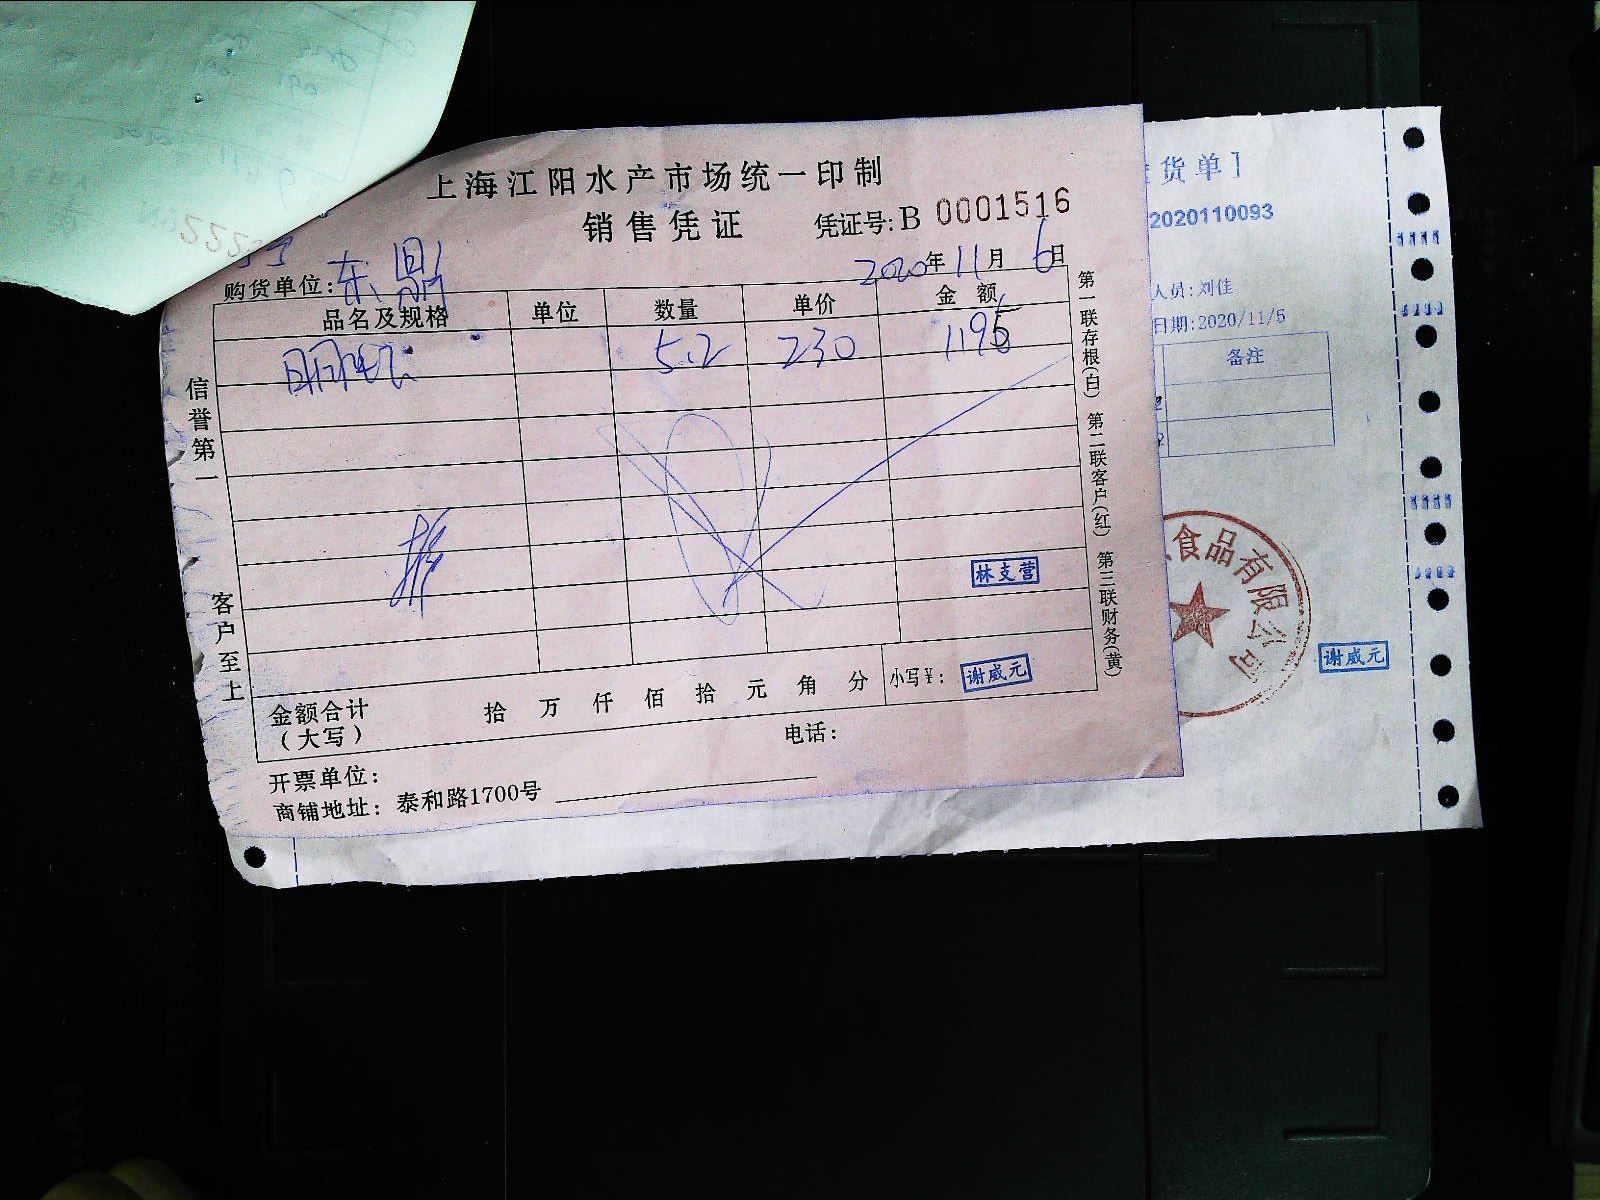 上海江阳水产市场统一印制
销售凭证
凭证号:B 0001516
购货单位:东鼎
2020年11月6日
品名及规格 单位 数量 单价 金额
明虾 5.2 230 1195
林支营
金额合计(大写) 拾 万 仟 佰 拾 元 角 分 小写¥: 谢威元
开票单位: 电话:
商铺地址: 泰和路1700号
信誉第一 客户至上
第一联存根(白) 第二联客户(红) 第三联财务(黄)
货单]
2020110093
人员:刘佳
日期:2020/11/5
备注
食品有限公司
谢威元